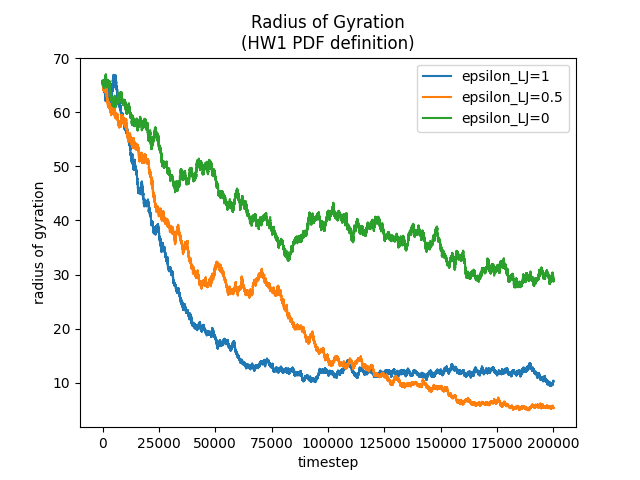 Radius of Gyration
(HW1 PDF definition)
epsilon_LJ=1
epsilon_LJ=0.5
epsilon_LJ=0
radius of gyration
70
60
50
40
30
20
10
0 25000 50000 75000 100000 125000 150000 175000 200000
timestep